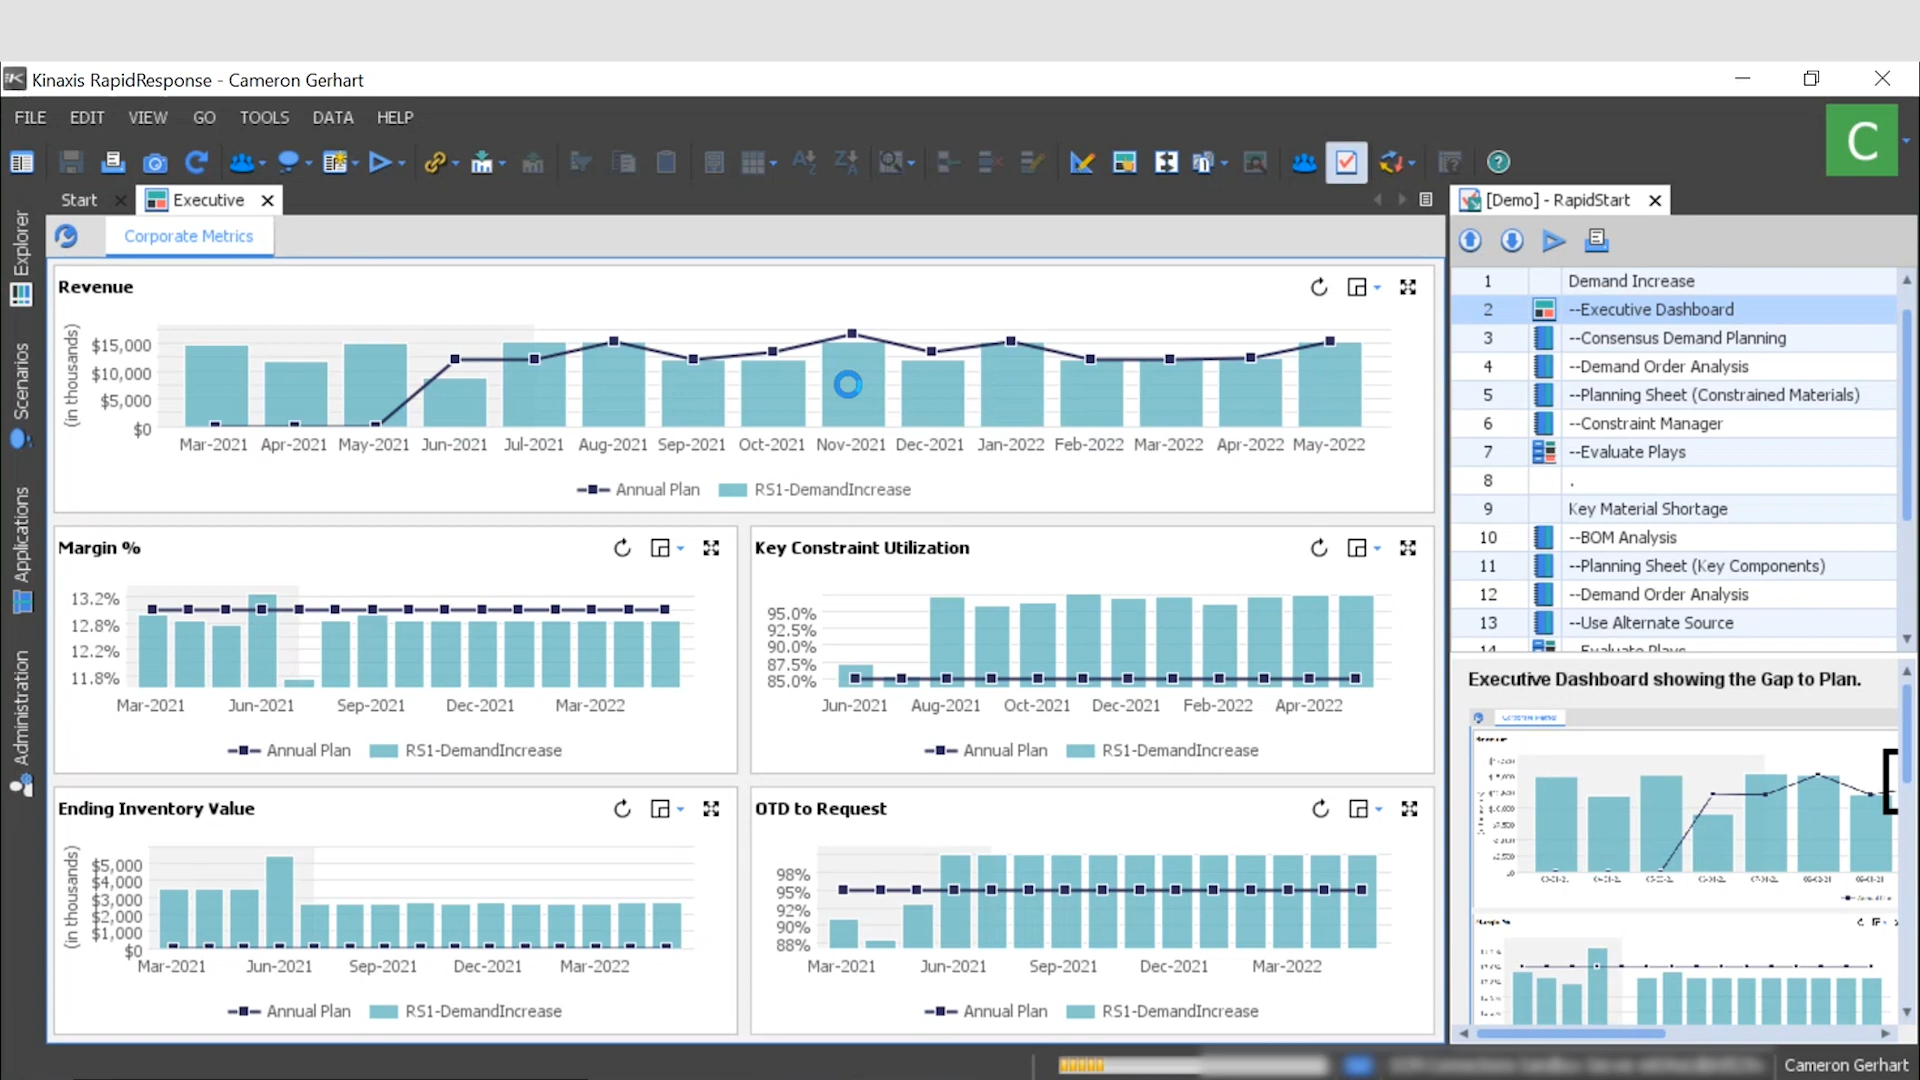 Kinaxis RapidResponse - Cameron Gerhart
FILE EDIT VIEW GO TOOLS DATA HELP
C
Start Executive
[Demo] - RapidStart
Explorer
Scenarios
Applications
Administration
Corporate Metrics
Revenue
(in thousands)
$15,000
$10,000
$5,000
$0
Mar-2021 Apr-2021 May-2021 Jun-2021 Jul-2021 Aug-2021 Sep-2021 Oct-2021 Nov-2021 Dec-2021 Jan-2022 Feb-2022 Mar-2022 Apr-2022 May-2022
Annual Plan RS1-DemandIncrease
Margin %
13.2%
12.8%
12.2%
11.8%
Mar-2021 Jun-2021 Sep-2021 Dec-2021 Mar-2022
Annual Plan RS1-DemandIncrease
Key Constraint Utilization
95.0%
92.5%
90.0%
87.5%
85.0%
Jun-2021 Aug-2021 Oct-2021 Dec-2021 Feb-2022 Apr-2022
Annual Plan RS1-DemandIncrease
Ending Inventory Value
(in thousands)
$5,000
$4,000
$3,000
$2,000
$1,000
$0
Mar-2021 Jun-2021 Sep-2021 Dec-2021 Mar-2022
Annual Plan RS1-DemandIncrease
OTD to Request
98%
95%
92%
90%
88%
Mar-2021 Jun-2021 Sep-2021 Dec-2021 Mar-2022
Annual Plan RS1-DemandIncrease
1 Demand Increase
2 --Executive Dashboard
3 --Consensus Demand Planning
4 --Demand Order Analysis
5 --Planning Sheet (Constrained Materials)
6 --Constraint Manager
7 --Evaluate Plays
8 .
9 Key Material Shortage
10 --BOM Analysis
11 --Planning Sheet (Key Components)
12 --Demand Order Analysis
13 --Use Alternate Source
14 --Evaluate Plays
Executive Dashboard showing the Gap to Plan.
Corporate Metrics
Revenue
Margin %
Cameron Gerhart